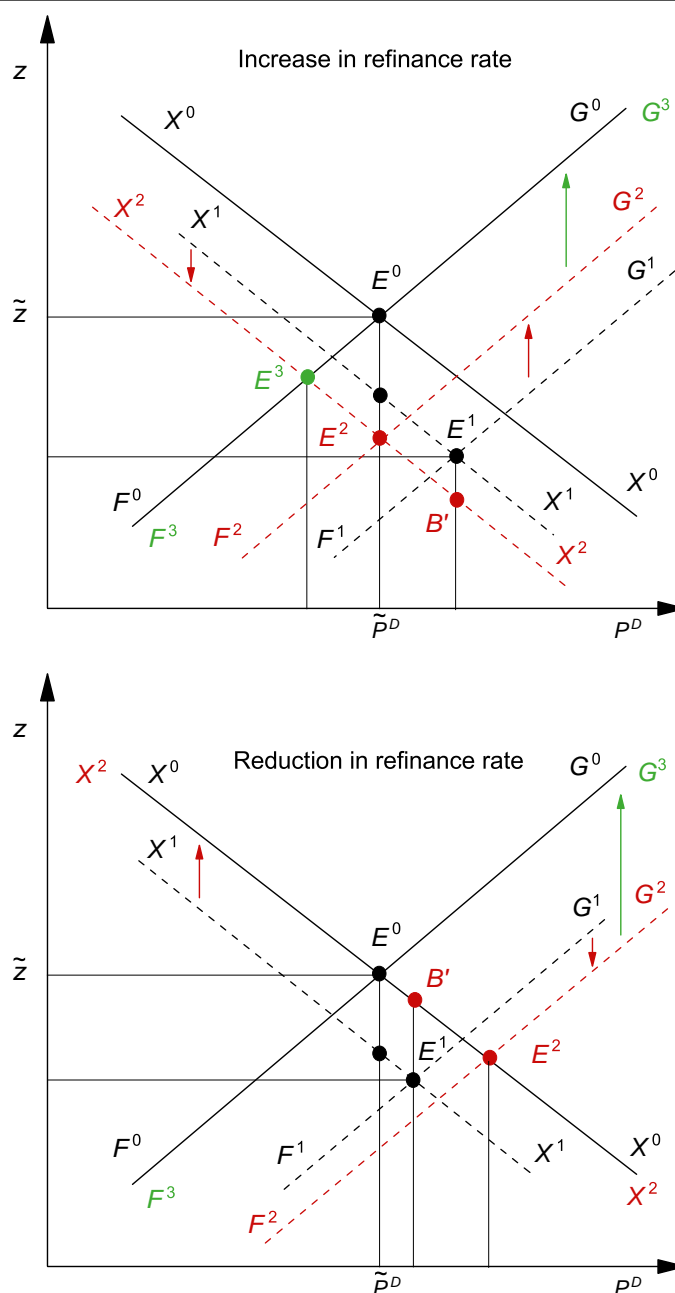 Increase in refinance rate
z
X⁰ G⁰ G³
X² X¹ G²
G¹
E⁰
z̃
E³
E² E¹
F⁰ X¹ X⁰
F³ F² F¹ B′ X²
P̃ᴰ Pᴰ
z
Reduction in refinance rate
X² X⁰ G⁰ G³
X¹
G¹ G²
E⁰
z̃ B′
E¹ E²
F⁰ F¹ X¹ X⁰
F³ X²
F²
P̃ᴰ Pᴰ